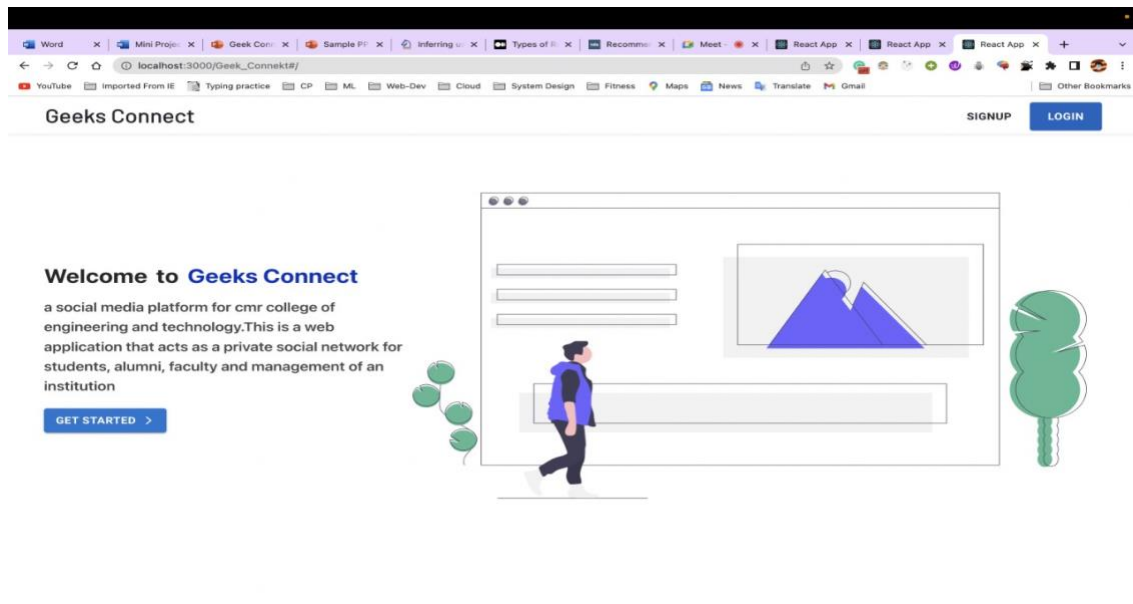 Word
Mini Projec
Geek Conn
Sample PP
Inferring us
Types of R
Recommen
Meet -
React App
React App
React App
localhost:3000/Geek_Connekt#/
YouTube Imported From IE Typing practice CP ML Web-Dev Cloud System Design Fitness Maps News Translate Gmail Other Bookmarks
Geeks Connect SIGNUP LOGIN
Welcome to Geeks Connect
a social media platform for cmr college of
engineering and technology.This is a web
application that acts as a private social network for
students, alumni, faculty and management of an
institution
GET STARTED >